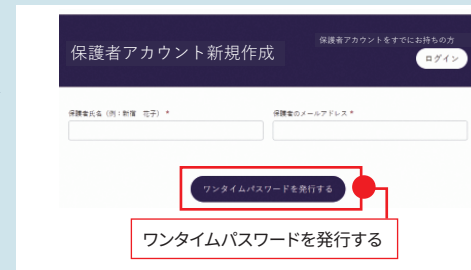 保護者アカウントをすでにお持ちの方
保護者アカウント新規作成
ログイン
保護者氏名（例：新宿　花子）*
保護者のメールアドレス *
ワンタイムパスワードを発行する
ワンタイムパスワードを発行する